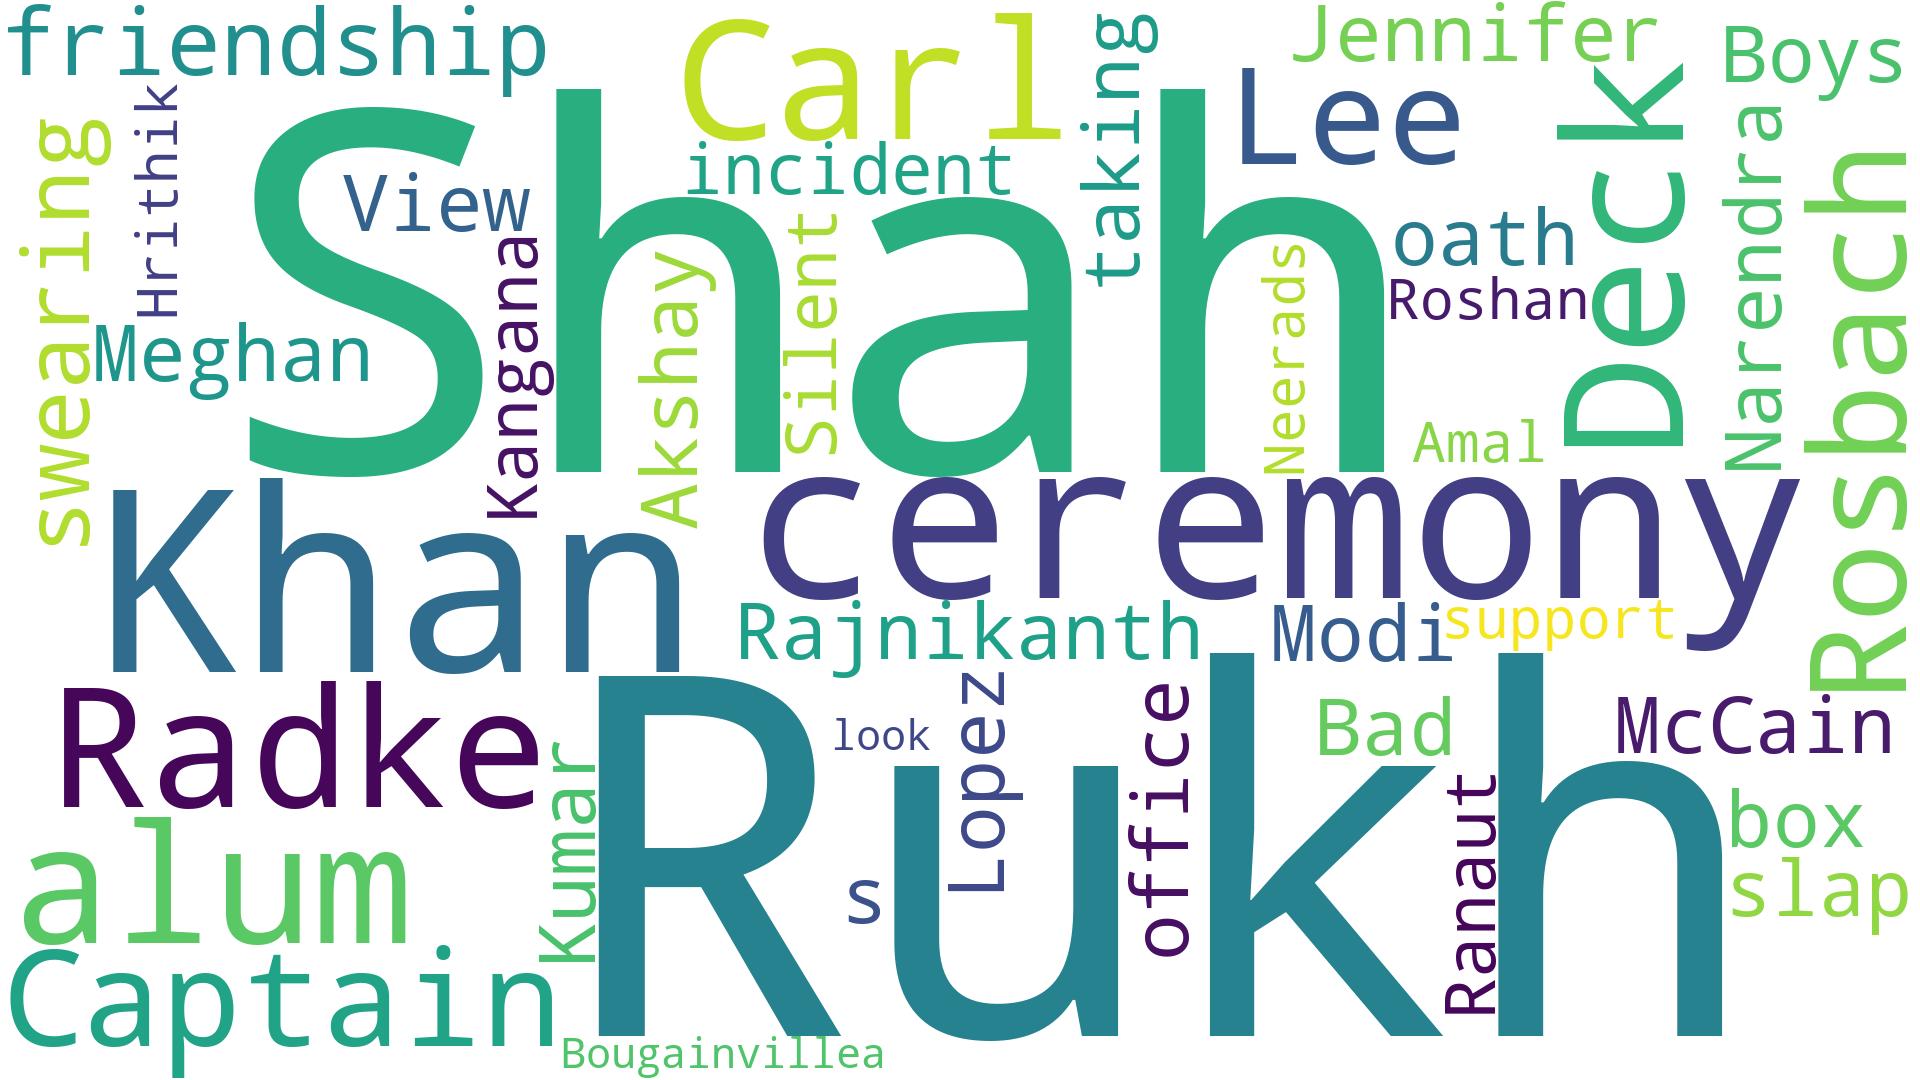 friendship
Carl
taking
Jennifer
Boys
Hrithik
swearing
Shah
View
incident
Lee
Deck
Narendra
Rosbach
Silent
oath
Kangana
Akshay
Neerads
Roshan
Meghan
Amal
Khan
ceremony
Rajnikanth
Modi
support
Radke
Rukh
look
Lopez
office
Bad
McCain
Kumar
Ranaut
box
alum
s
slap
Captain
Bougainvillea